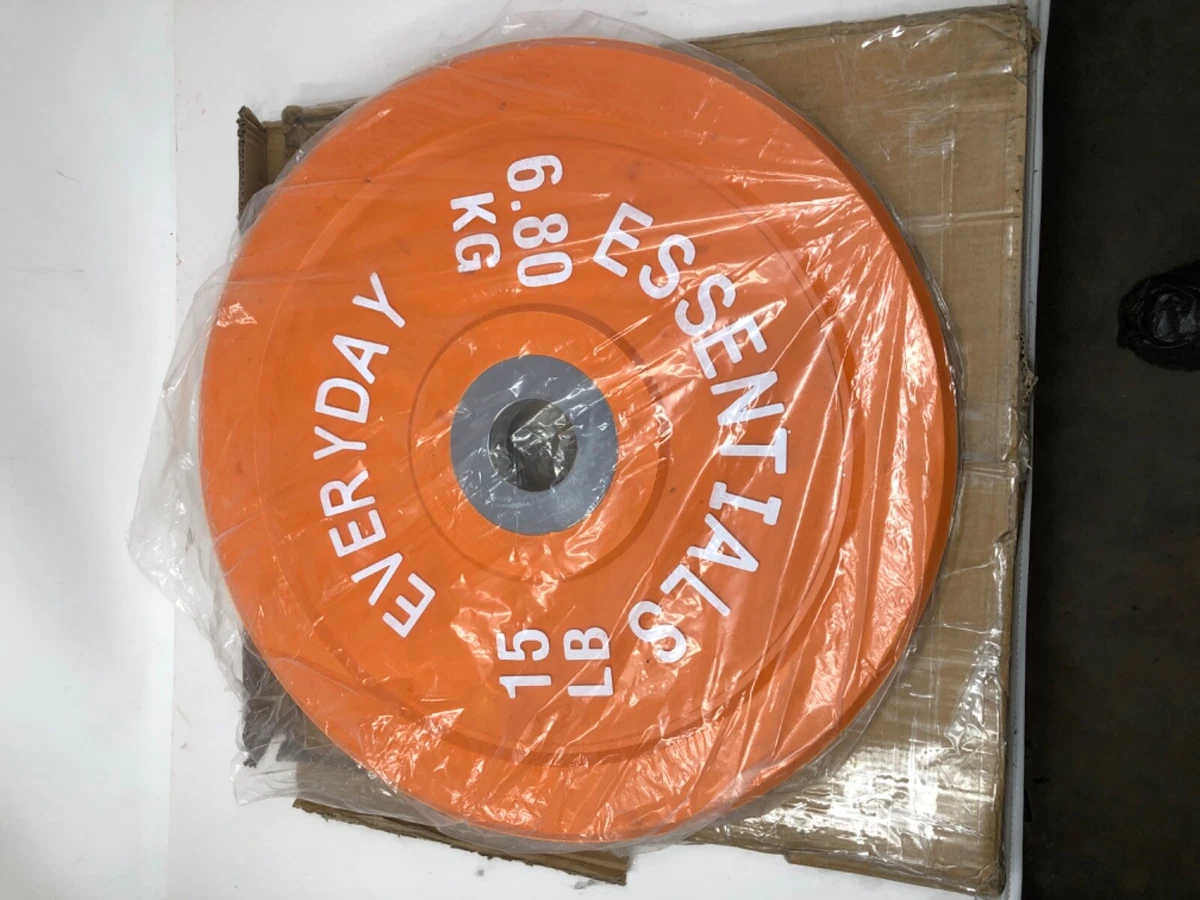 EVERYDAY
15
LB
6.80
KG
ESSENTIALS